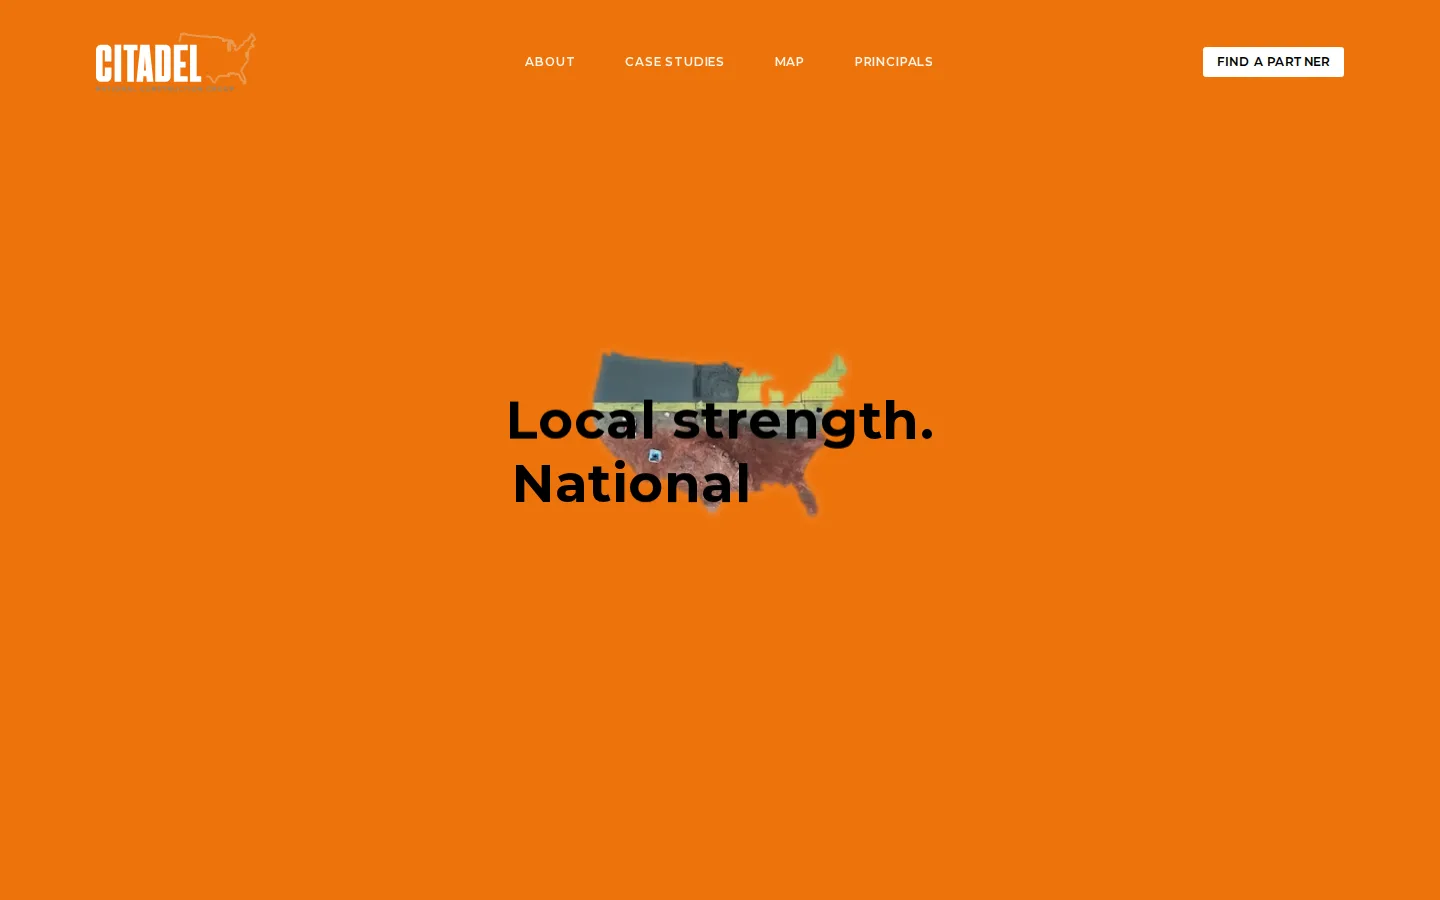 CITADEL
ABOUT
CASE STUDIES
MAP
PRINCIPALS
FIND A PARTNER
Local strength.
National